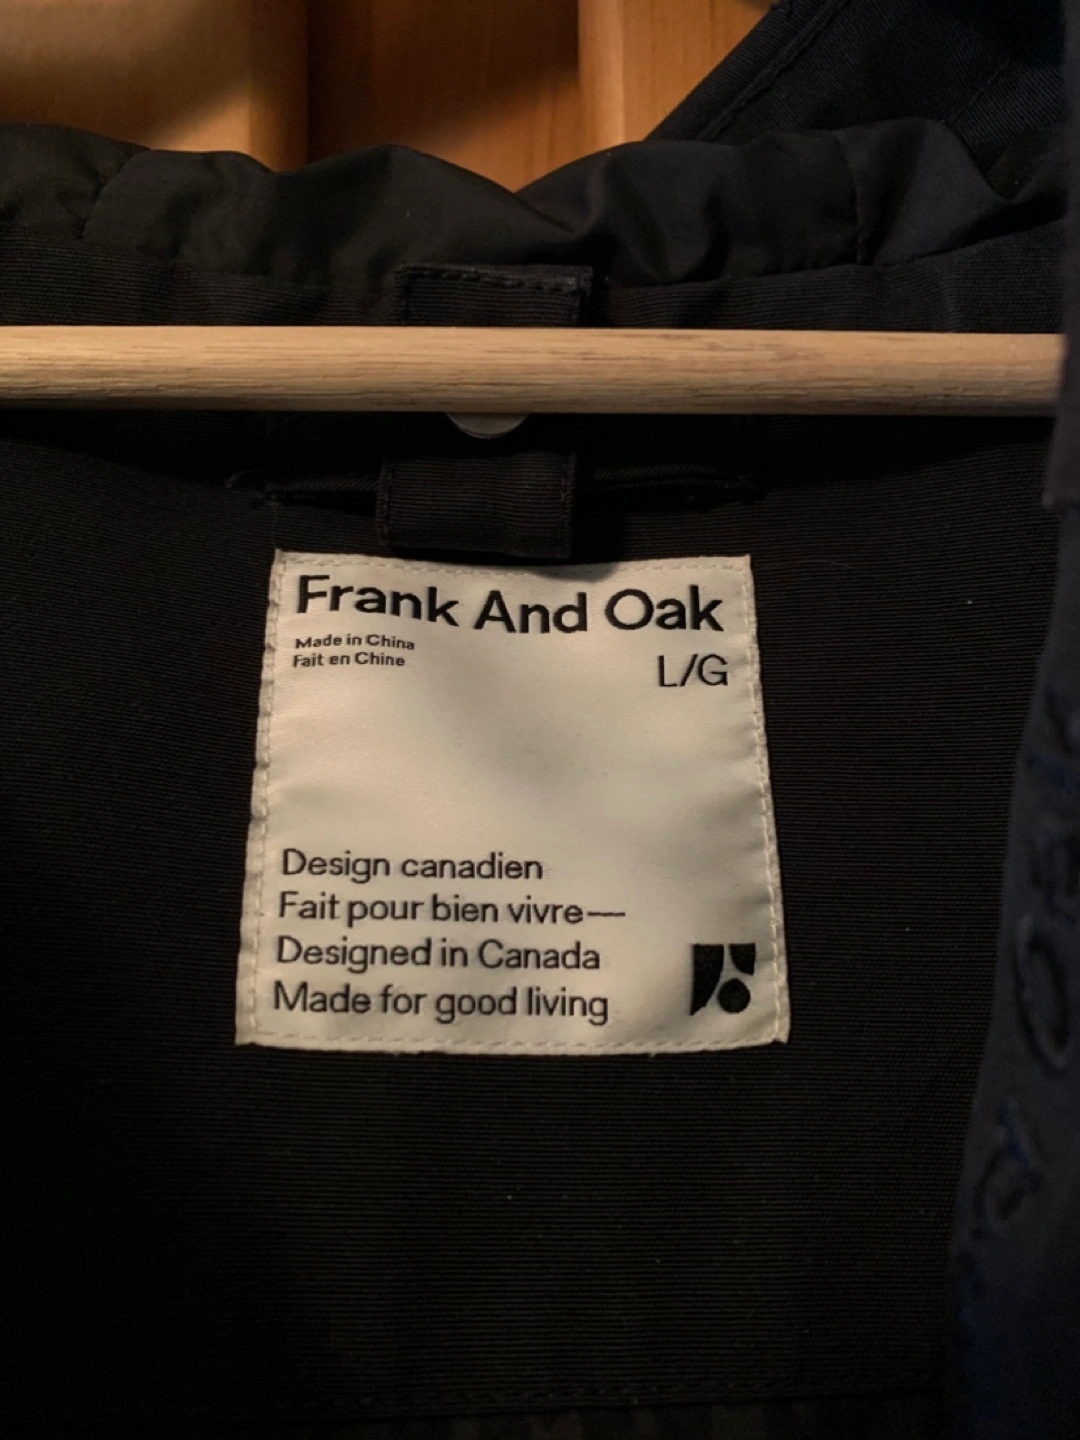 Frank And Oak
Made in China
Fait en Chine
L/G
Design canadien
Fait pour bien vivre—
Designed in Canada
Made for good living